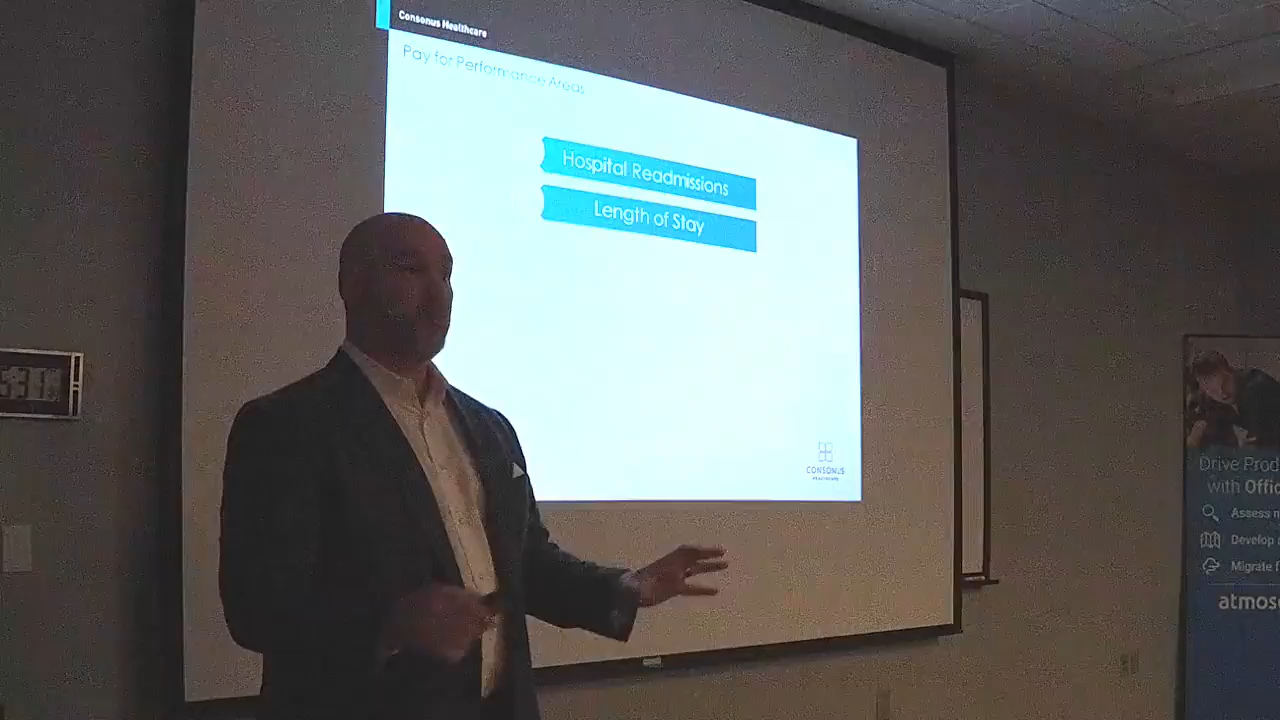 Consonus Healthcare
Pay for Performance Areas
Hospital Readmissions
Length of Stay
CONSONUS
HEALTHCARE
Drive Prod
with Offic
Assess
Develop
Migrate f
atmos